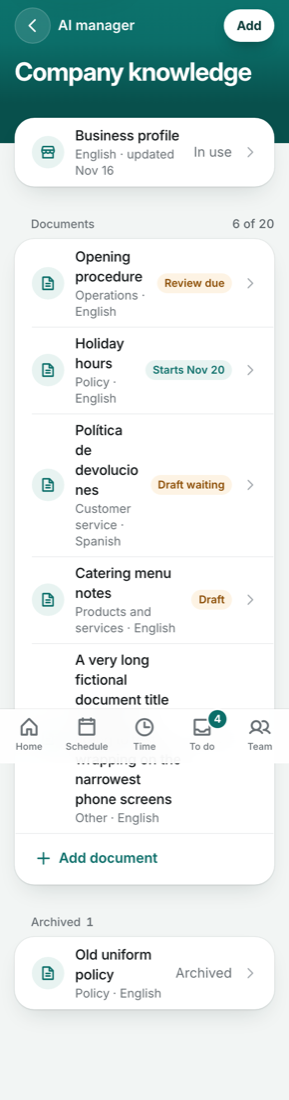 AI manager
Add
Company knowledge
Business profile
English · updated
Nov 16
In use
Documents
6 of 20
Opening
procedure
Operations ·
English
Review due
Holiday
hours
Policy ·
English
Starts Nov 20
Política
de
devolucio
nes
Customer
service ·
Spanish
Draft waiting
Catering menu
notes
Products and
services · English
Draft
A very long
fictional
document title
Home
Schedule
Time
4
To do
Team
narrowest
phone screens
Other · English
Add document
Archived 1
Old uniform
policy
Policy · English
Archived